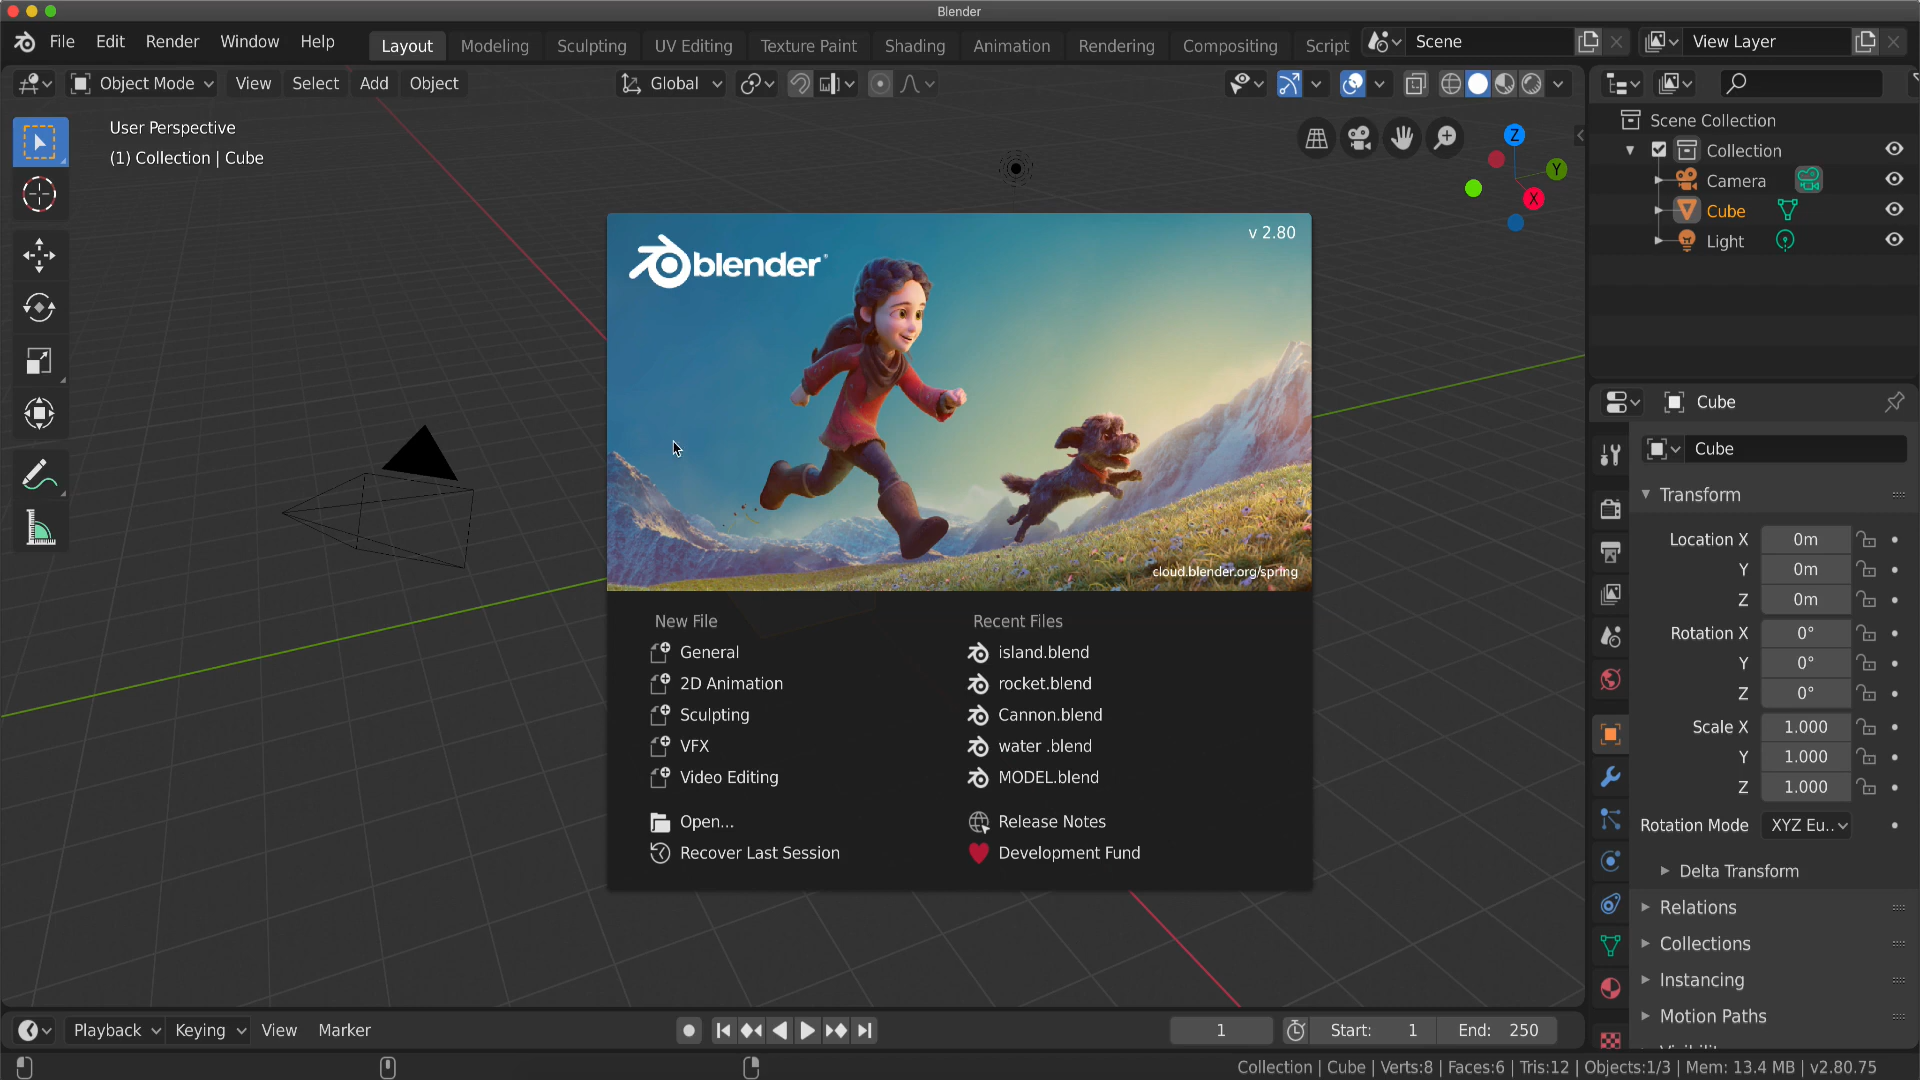 Blender
File Edit Render Window Help Layout Modeling Sculpting UV Editing Texture Paint Shading Animation Rendering Compositing Script Scene View Layer
Object Mode View Select Add Object Global
User Perspective
(1) Collection | Cube
Z
Y
X
Scene Collection
Collection
Camera
Cube
Light
blender
v 2.80
cloud.blender.org/spring
New File
General
2D Animation
Sculpting
VFX
Video Editing
Open...
Recover Last Session
Recent Files
island.blend
rocket.blend
Cannon.blend
water .blend
MODEL.blend
Release Notes
Development Fund
Cube
Cube
Transform
Location X 0m
Y 0m
Z 0m
Rotation X 0°
Y 0°
Z 0°
Scale X 1.000
Y 1.000
Z 1.000
Rotation Mode XYZ Eu..
Delta Transform
Relations
Collections
Instancing
Motion Paths
Playback Keying View Marker 1 Start: 1 End: 250
Collection | Cube | Verts:8 | Faces:6 | Tris:12 | Objects:1/3 | Mem: 13.4 MB | v2.80.75